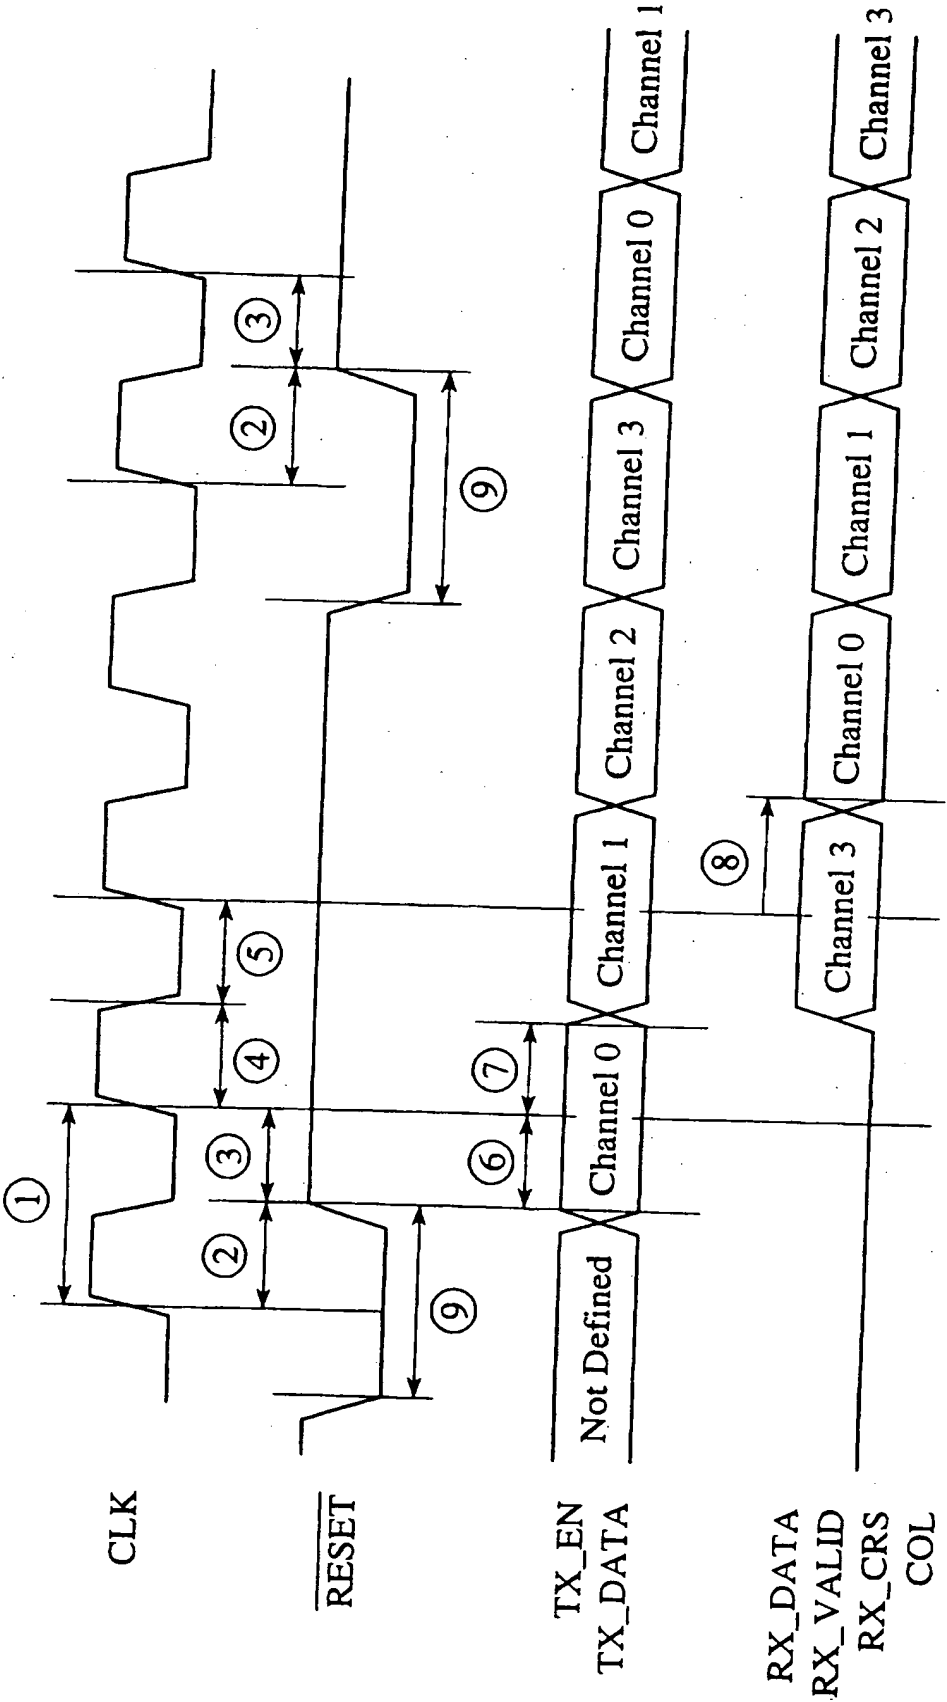 CLK
①
②
③
④
⑤
②
③
RESET
⑨
⑨
TX_EN
TX_DATA
⑥
⑦
Not Defined
Channel 0
Channel 1
Channel 2
Channel 3
Channel 0
Channel 1
RX_DATA
RX_VALID
RX_CRS
COL
⑧
Channel 3
Channel 0
Channel 1
Channel 2
Channel 3